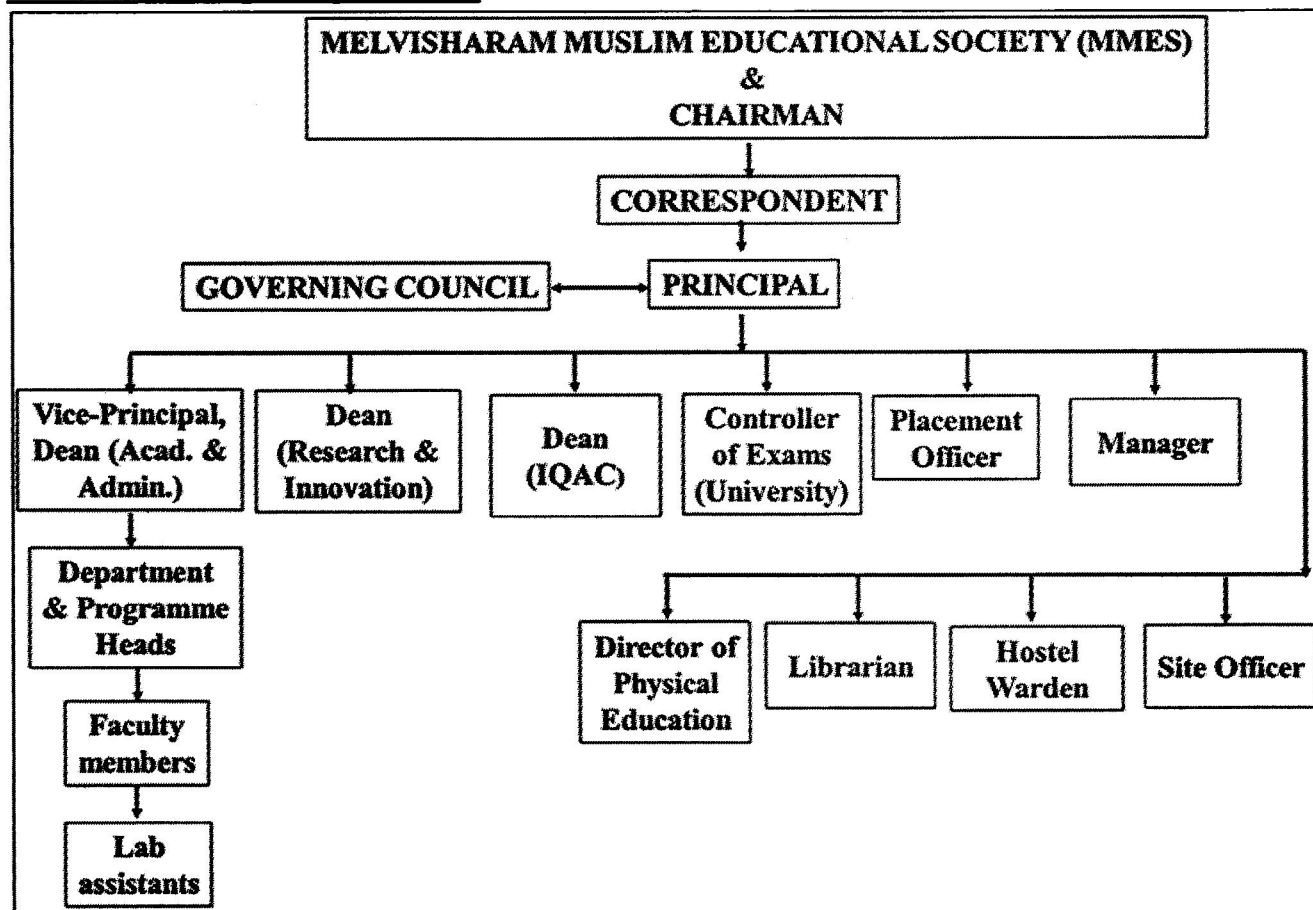 MELVISHARAM MUSLIM EDUCATIONAL SOCIETY (MMES)
&
CHAIRMAN
CORRESPONDENT
GOVERNING COUNCIL
PRINCIPAL
Vice-Principal,
Dean (Acad. &
Admin.)
Dean
(Research &
Innovation)
Dean
(IQAC)
Controller
of Exams
(University)
Placement
Officer
Manager
Department
& Programme
Heads
Faculty
members
Lab
assistants
Director of
Physical
Education
Librarian
Hostel
Warden
Site Officer